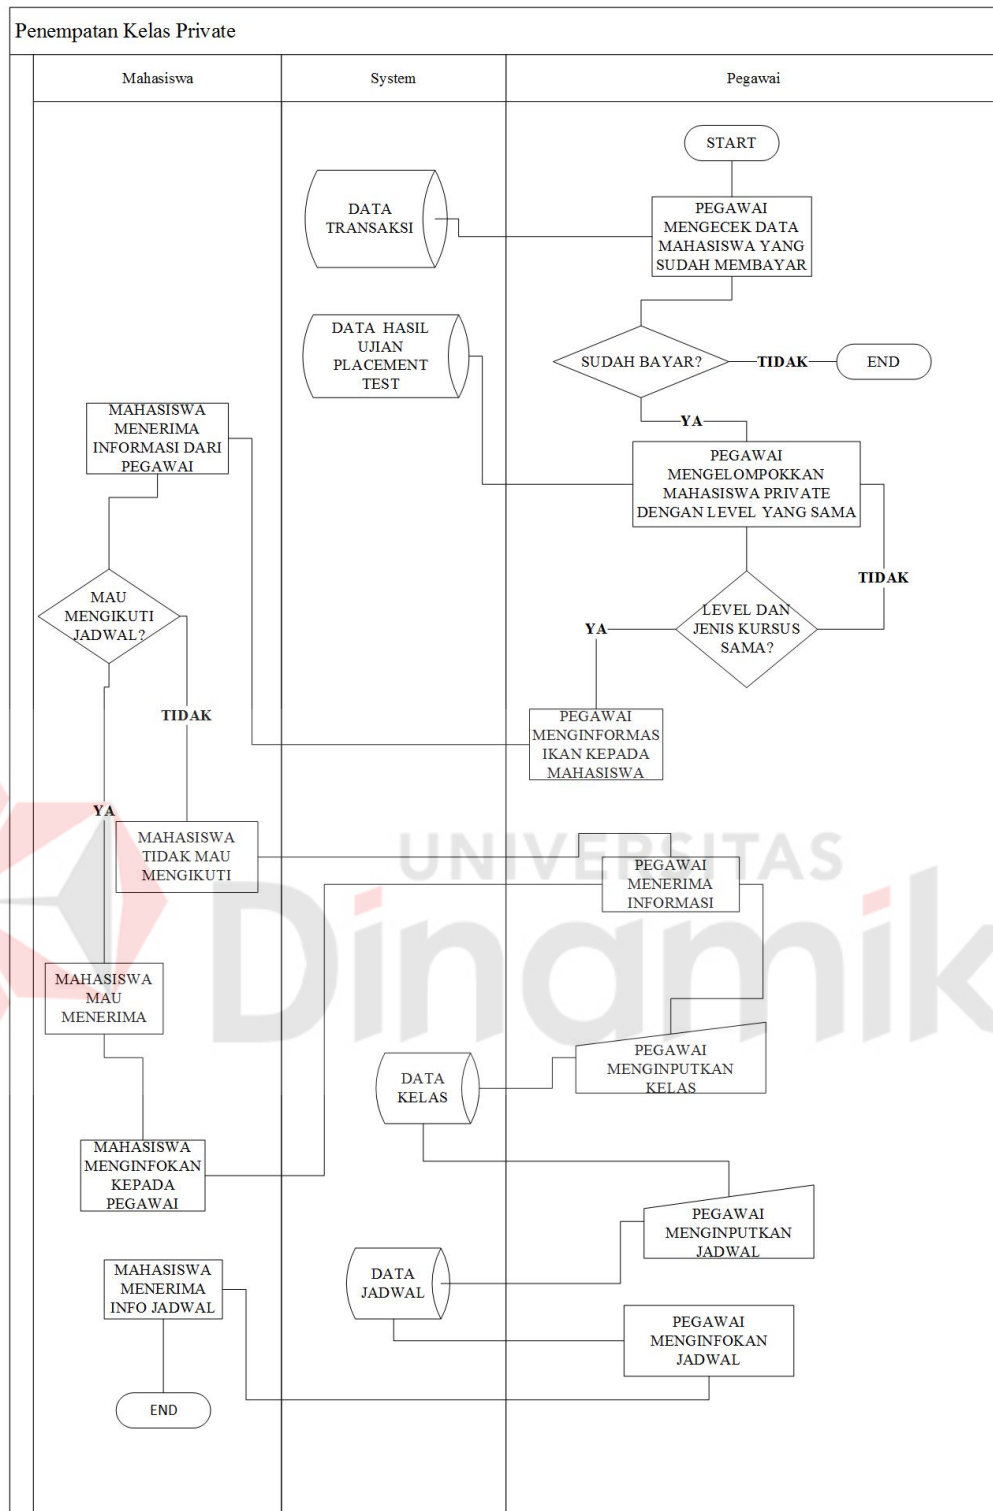 Penempatan Kelas Private
Mahasiswa
System
Pegawai
START
DATA
TRANSAKSI
PEGAWAI
MENGECEK DATA
MAHASISWA YANG
SUDAH MEMBAYAR
DATA HASIL
UJIAN
PLACEMENT
TEST
SUDAH BAYAR?
TIDAK
END
YA
MAHASISWA
MENERIMA
INFORMASI DARI
PEGAWAI
PEGAWAI
MENGELOMPOKKAN
MAHASISWA PRIVATE
DENGAN LEVEL YANG SAMA
TIDAK
MAU
MENGIKUTI
JADWAL?
LEVEL DAN
JENIS KURSUS
SAMA?
YA
TIDAK
PEGAWAI
MENGINFORMAS
IKAN KEPADA
MAHASISWA
YA
MAHASISWA
TIDAK MAU
MENGIKUTI
UNIVERSITAS
Dinamik
PEGAWAI
MENERIMA
INFORMASI
MAHASISWA
MAU
MENERIMA
PEGAWAI
MENGINPUTKAN
KELAS
DATA
KELAS
MAHASISWA
MENGINFOKAN
KEPADA
PEGAWAI
PEGAWAI
MENGINPUTKAN
JADWAL
MAHASISWA
MENERIMA
INFO JADWAL
DATA
JADWAL
PEGAWAI
MENGINFOKAN
JADWAL
END